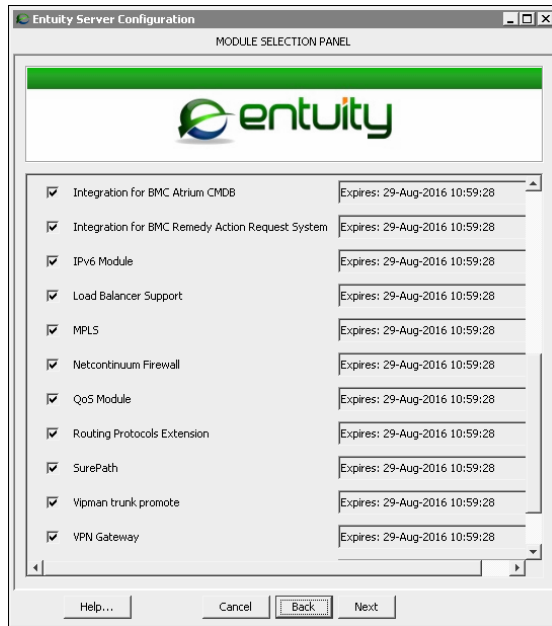 Entuity Server Configuration
MODULE SELECTION PANEL
entuity
Integration for BMC Atrium CMDB Expires: 29-Aug-2016 10:59:28
Integration for BMC Remedy Action Request System Expires: 29-Aug-2016 10:59:28
IPv6 Module Expires: 29-Aug-2016 10:59:28
Load Balancer Support Expires: 29-Aug-2016 10:59:28
MPLS Expires: 29-Aug-2016 10:59:28
Netcontinuum Firewall Expires: 29-Aug-2016 10:59:28
QoS Module Expires: 29-Aug-2016 10:59:28
Routing Protocols Extension Expires: 29-Aug-2016 10:59:28
SurePath Expires: 29-Aug-2016 10:59:28
Vipman trunk promote Expires: 29-Aug-2016 10:59:28
VPN Gateway Expires: 29-Aug-2016 10:59:28
Help... Cancel Back Next